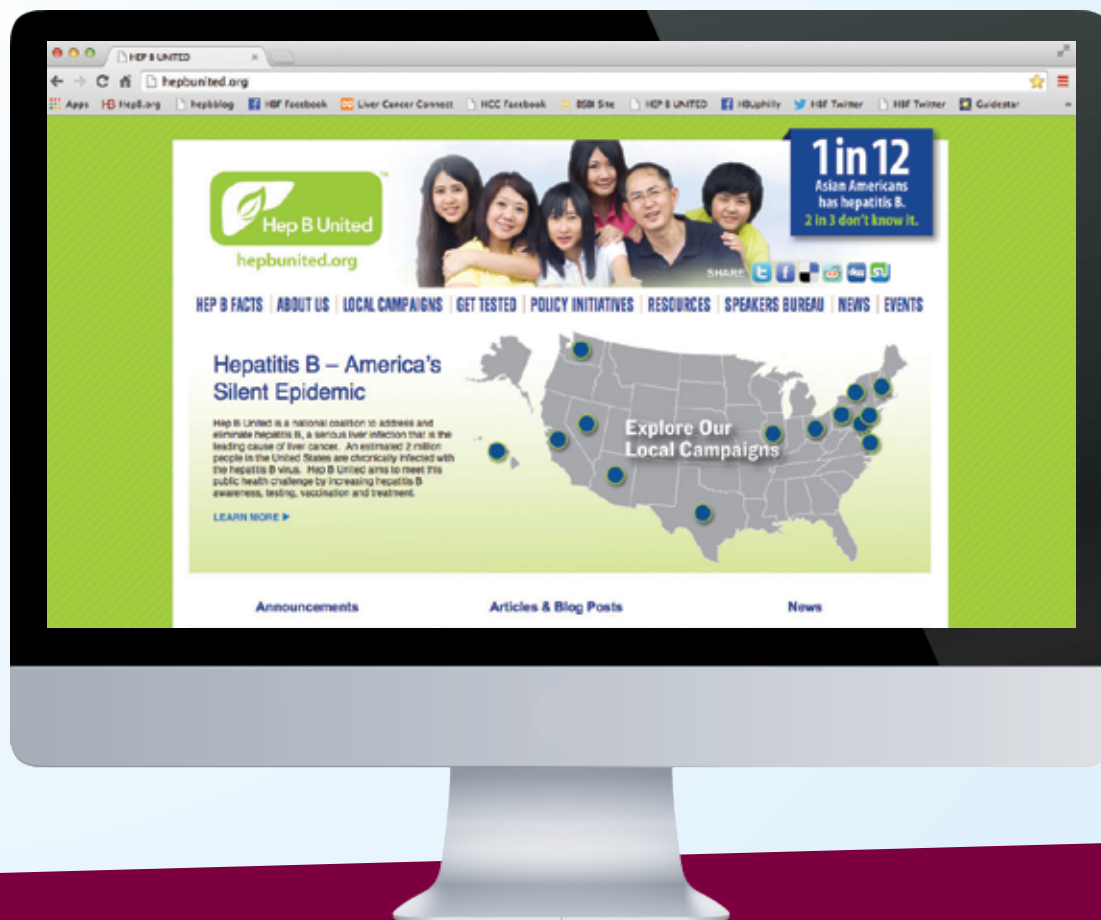 HEP B UNITED
hepbunited.org
Apps HepB.org hepbblog HBF Facebook Liver Cancer Connect HCC Facebook BSBI Site HEP B UNITED HBUphilly HBF Twitter HBF Twitter Guidestar »
1 in 12
Asian Americans
has hepatitis B.
2 in 3 don't know it.
Hep B United
™
hepbunited.org
SHARE
HEP B FACTS | ABOUT US | LOCAL CAMPAIGNS | GET TESTED | POLICY INITIATIVES | RESOURCES | SPEAKERS BUREAU | NEWS | EVENTS
Hepatitis B – America's
Silent Epidemic
Hep B United is a national coalition to address and
eliminate hepatitis B, a serious liver infection that is the
leading cause of liver cancer. An estimated 2 million
people in the United States are chronically infected with
the hepatitis B virus. Hep B United aims to meet this
public health challenge by increasing hepatitis B
awareness, testing, vaccination and treatment.
LEARN MORE ▶
Explore Our
Local Campaigns
Announcements Articles & Blog Posts News